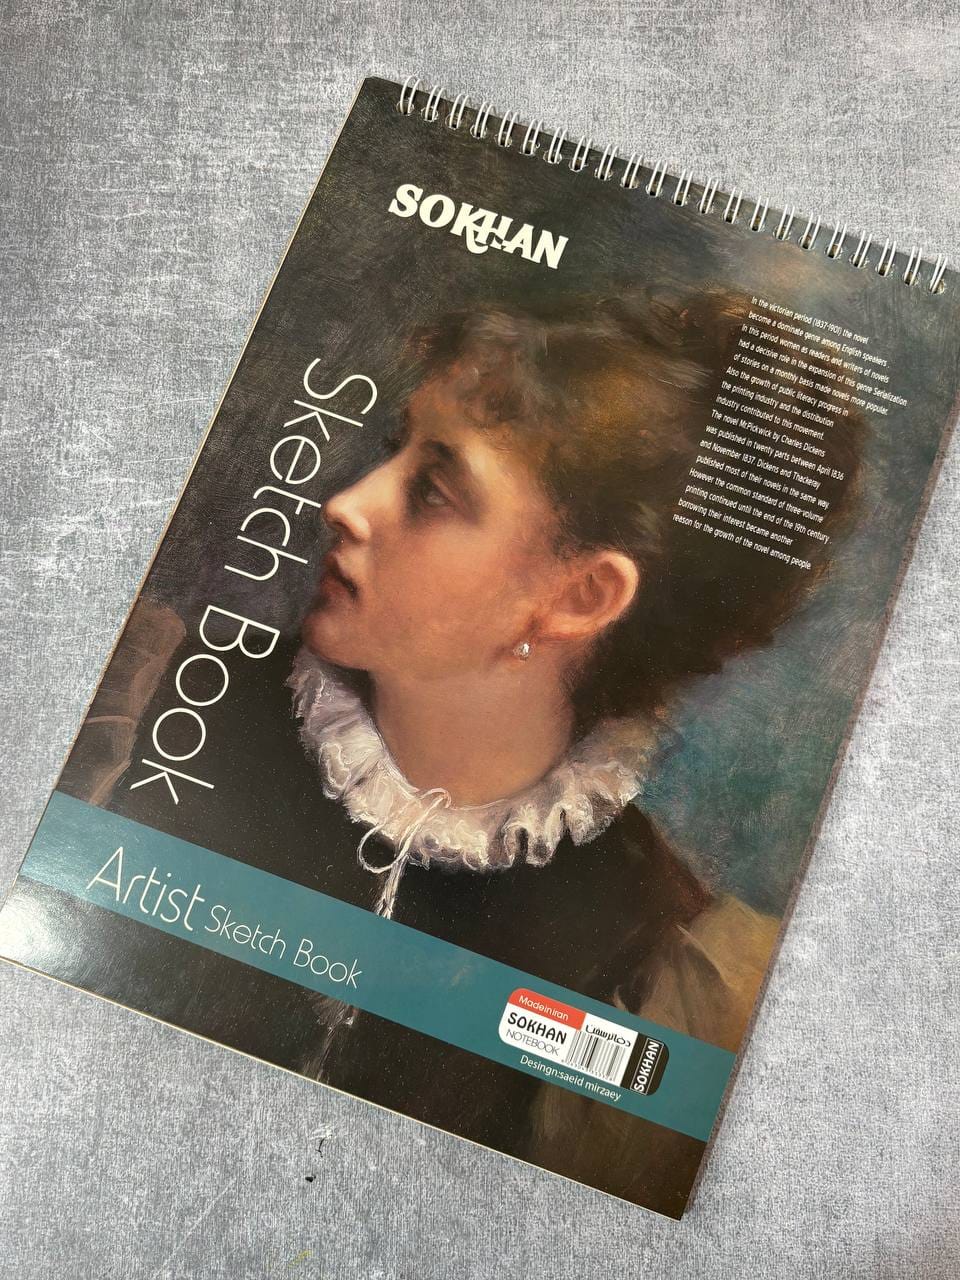 SOKHAN
In the victorian period (1837-1901) the novel
become a dominate genre among English speakers .
In this period women as readers and writers of novels
had a decisive role in the expansion of this genre Serialization
of stories on a monthly basis made novels more popular.
Also the growth of public literacy progress in
the printing industry and the distribution
industry contributed to this movement.
The novel Mr.Pickwick by Charles Dickens
was published in twenty parts between April 1836
and November 1837. Dickens and Thackeray
published most of their novels in the same way.
However the common standard of three-volume
printing continued until the end of the 19th century .
borrowing their interest became another
reason for the growth of the novel among people.
Sketch Book
Artist Sketch Book
Made in Iran
SOKHAN
NOTEBOOK
SOKHAN
Desingn:saeid mirzaey